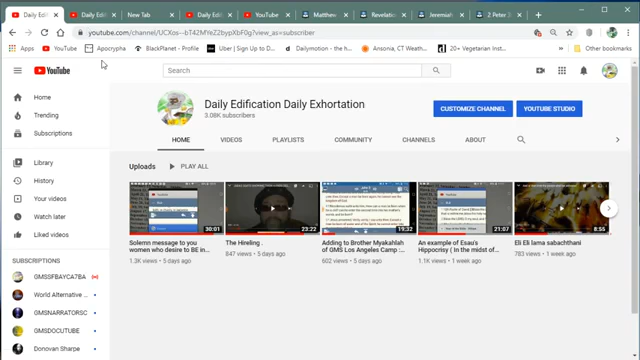 Daily Edif
Daily Edific
New Tab
Daily Edif
YouTube
Matthew
Revelation
Jeremiah
2 Peter 3
youtube.com/channel/UCXos--bT42MYeZ2bypXbF0g?view_as=subscriber
Apps
YouTube
Apocrypha
BlackPlanet - Profile
Uber | Sign Up to D...
Dailymotion - the h...
Ansonia, CT Weath...
20+ Vegetarian Inst...
Other bookmarks
YouTube
Search
Home
Trending
Subscriptions
Library
History
Your videos
Watch later
Liked videos
SUBSCRIPTIONS
GMSSFBAYCA7BA
World Alternative ...
GMSNARRATORSC
GMSDOCUTUBE
Donovan Sharpe
Daily Edification Daily Exhortation
3.08K subscribers
CUSTOMIZE CHANNEL
YOUTUBE STUDIO
HOME
VIDEOS
PLAYLISTS
COMMUNITY
CHANNELS
ABOUT
Uploads
PLAY ALL
30:01
23:22
19:32
21:07
8:55
Solemn message to you
women who desire to BE in ...
1.3K views • 5 days ago
The Hireling .
847 views • 5 days ago
Adding to Brother Myakahlah
of GMS Los Angeles Camp...
602 views • 5 days ago
An example of Esau's
Hippocrisy ( In the midst of...
1.1K views • 1 week ago
Eli Eli lama sabachthani
783 views • 1 week ago